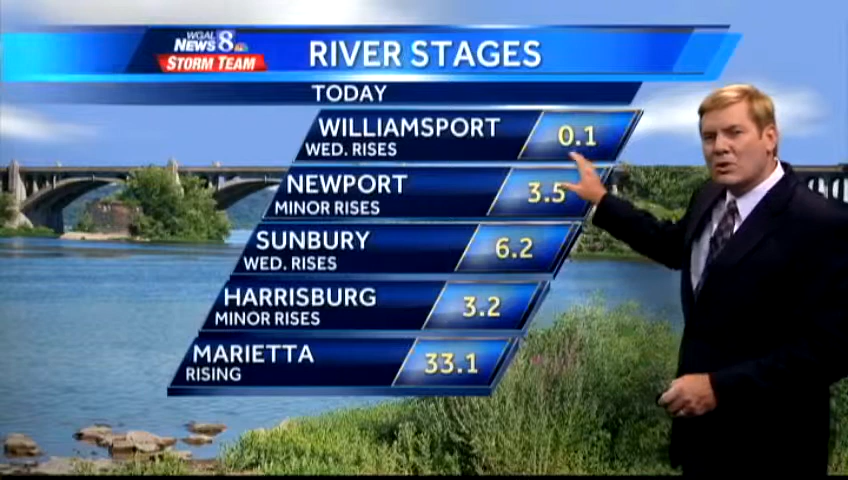 WGAL
NEWS 8
STORM TEAM
RIVER STAGES
TODAY
WILLIAMSPORT 0.1
WED. RISES
NEWPORT 3.5
MINOR RISES
SUNBURY 6.2
WED. RISES
HARRISBURG 3.2
MINOR RISES
MARIETTA 33.1
RISING